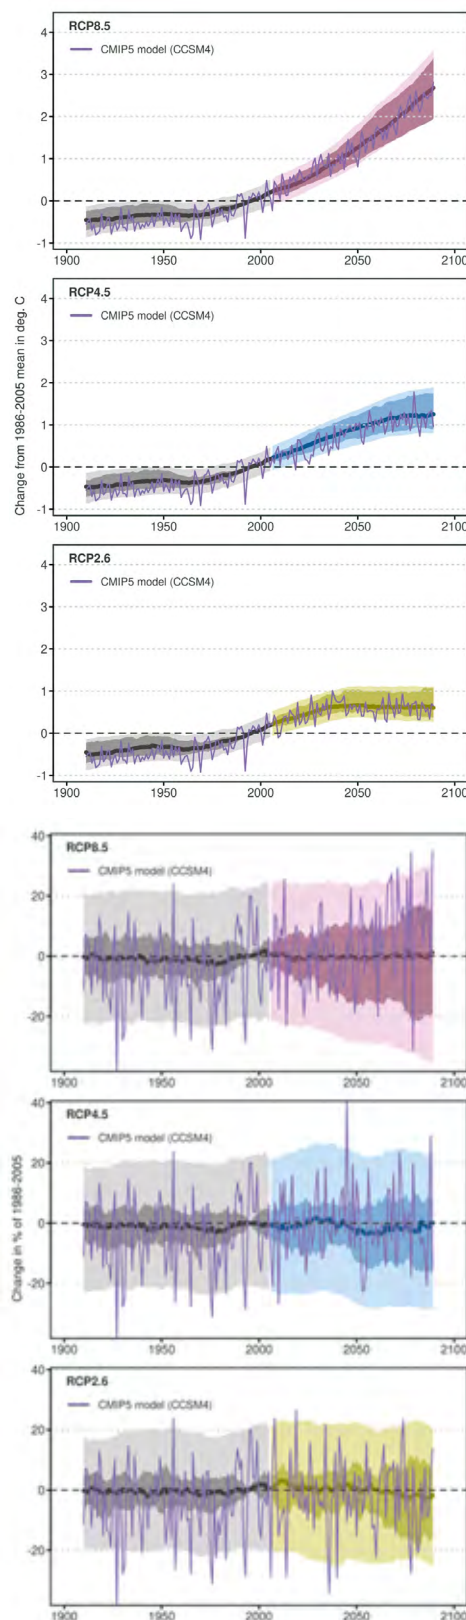 RCP8.5
CMIP5 model (CCSM4)
4
3
2
1
0
-1
1900 1950 2000 2050 2100
RCP4.5
CMIP5 model (CCSM4)
4
3
2
1
0
-1
1900 1950 2000 2050 2100
Change from 1986-2005 mean in deg. C
RCP2.6
CMIP5 model (CCSM4)
4
3
2
1
0
-1
1900 1950 2000 2050 2100
RCP8.5
CMIP5 model (CCSM4)
40
20
0
-20
1900 1950 2000 2050 2100
RCP4.5
CMIP5 model (CCSM4)
40
20
0
-20
1900 1950 2000 2050 2100
Change in % of 1986-2005
RCP2.6
CMIP5 model (CCSM4)
40
20
0
-20
1900 1950 2000 2050 2100